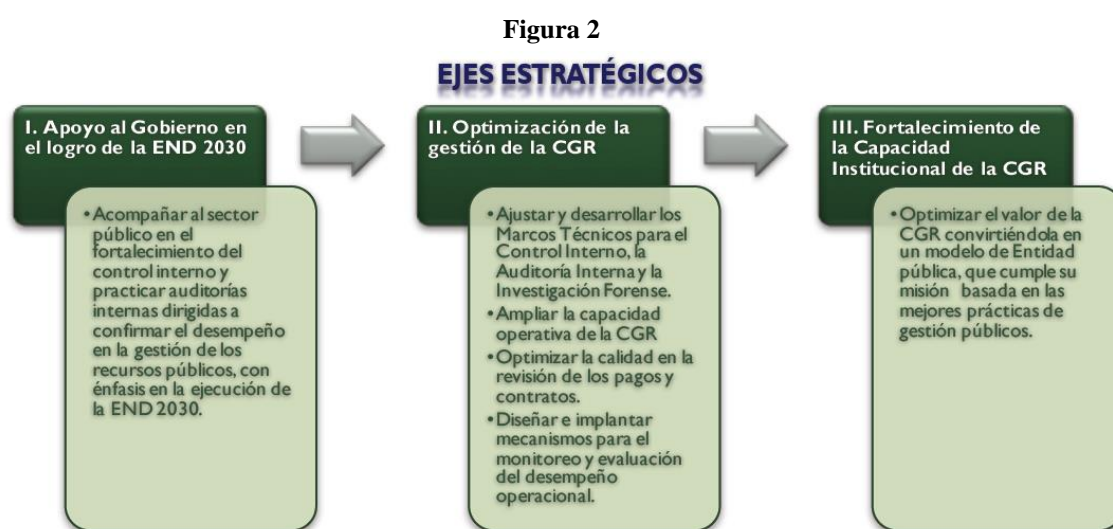 Figura 2
EJES ESTRATÉGICOS
I. Apoyo al Gobierno en
el logro de la END 2030
•Acompañar al sector
público en el
fortalecimiento del
control interno y
practicar auditorías
internas dirigidas a
confirmar el desempeño
en la gestión de los
recursos públicos, con
énfasis en la ejecución de
la END 2030.
II. Optimización de la
gestión de la CGR
•Ajustar y desarrollar los
Marcos Técnicos para el
Control Interno, la
Auditoría Interna y la
Investigación Forense.
•Ampliar la capacidad
operativa de la CGR
•Optimizar la calidad en la
revisión de los pagos y
contratos.
•Diseñar e implantar
mecanismos para el
monitoreo y evaluación
del desempeño
operacional.
III. Fortalecimiento de
la Capacidad
Institucional de la CGR
•Optimizar el valor de la
CGR convirtiéndola en
un modelo de Entidad
pública, que cumple su
misión basada en las
mejores prácticas de
gestión públicos.